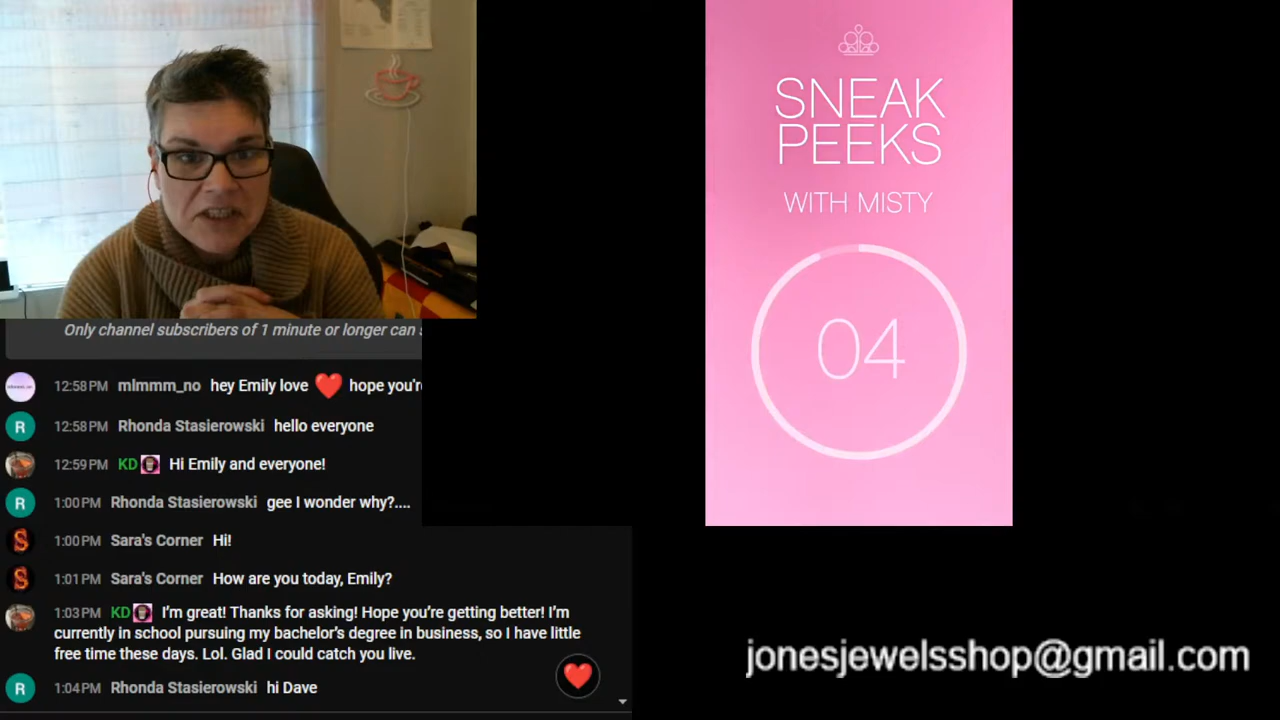 SNEAK
PEEKS
WITH MISTY
04
Only channel subscribers of 1 minute or longer can
12:58 PM mlmmm_no hey Emily love ❤️ hope you'r
R 12:58 PM Rhonda Stasierowski hello everyone
12:59 PM KD Hi Emily and everyone!
R 1:00 PM Rhonda Stasierowski gee I wonder why?....
S 1:00 PM Sara's Corner Hi!
S 1:01 PM Sara's Corner How are you today, Emily?
1:03 PM KD I'm great! Thanks for asking! Hope you're getting better! I'm
currently in school pursuing my bachelor's degree in business, so I have little
free time these days. Lol. Glad I could catch you live.
R 1:04 PM Rhonda Stasierowski hi Dave
jonesjewelsshop@gmail.com